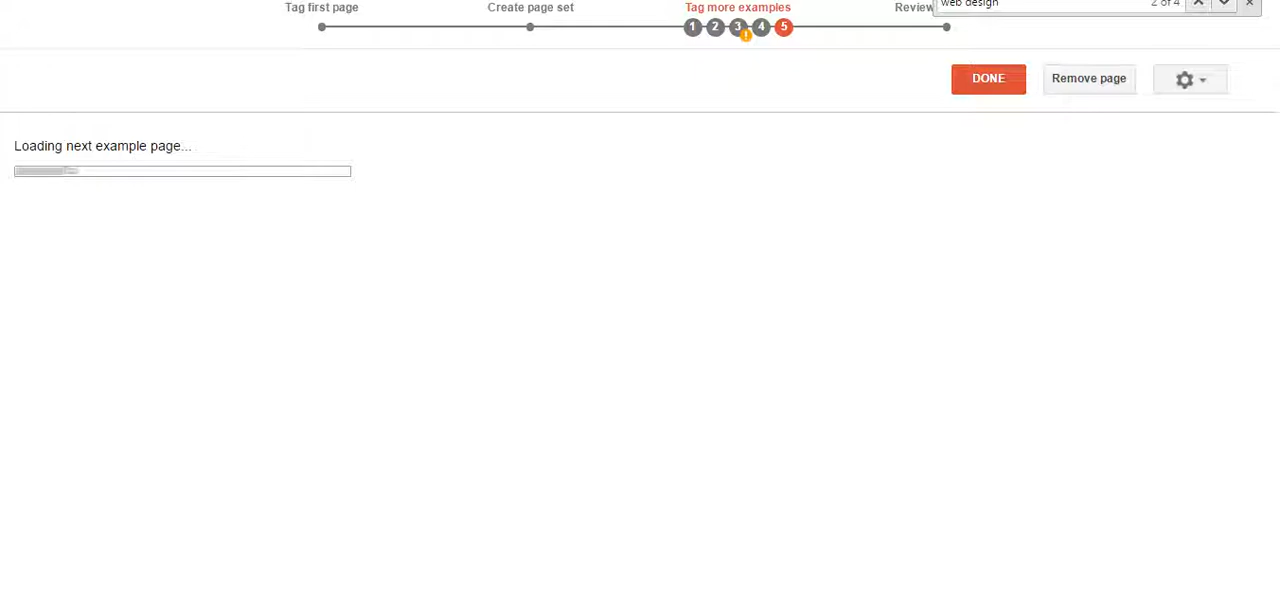 Tag first page
Create page set
Tag more examples
Review
web design
2 of 4
1 2 3 4 5
!
DONE
Remove page
Loading next example page...